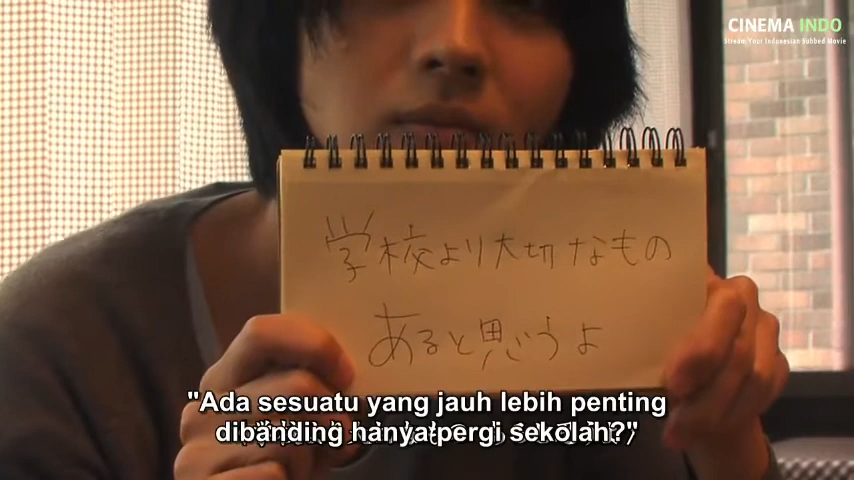 CINEMA INDO
Stream Your Indonesian Subbed Movie
学校より大切なもの
あると思うよ
"Ada sesuatu yang jauh lebih penting
dibanding hanya pergi sekolah?"